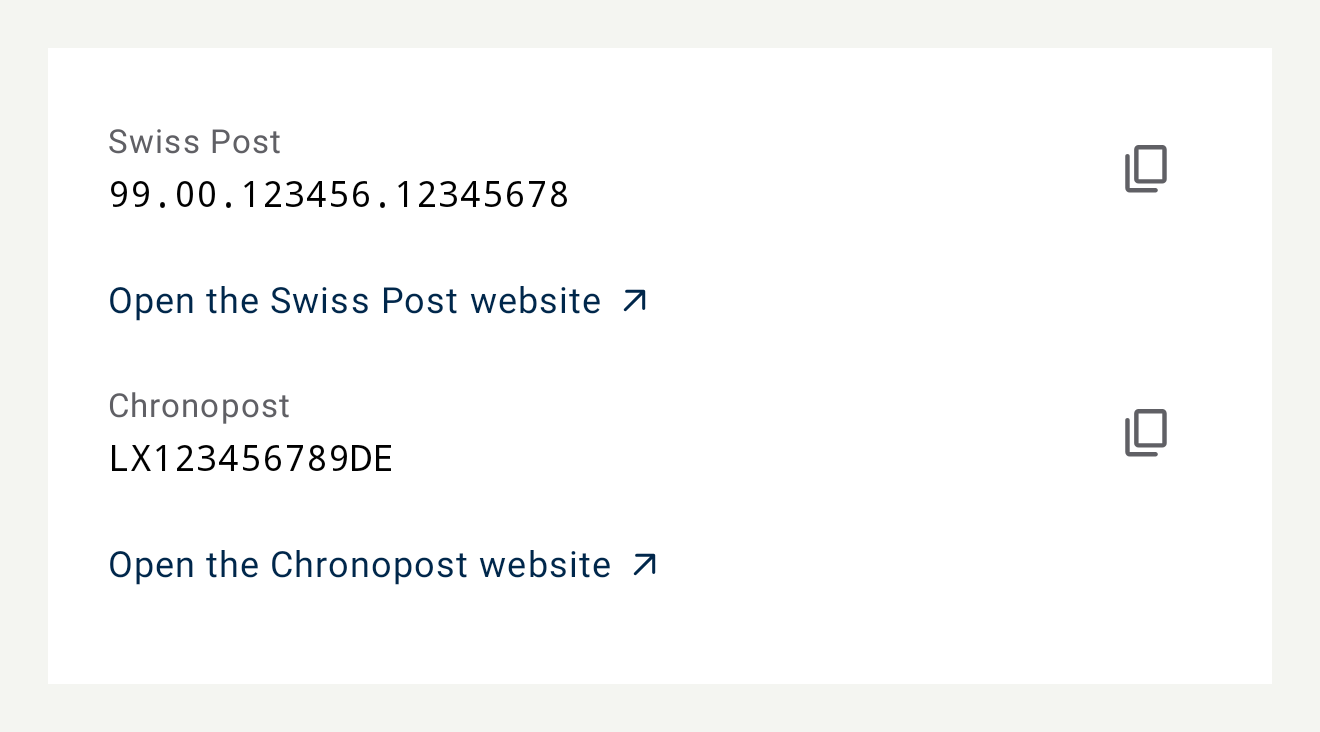 Swiss Post
99.00.123456.12345678
Open the Swiss Post website
Chronopost
LX123456789DE
Open the Chronopost website